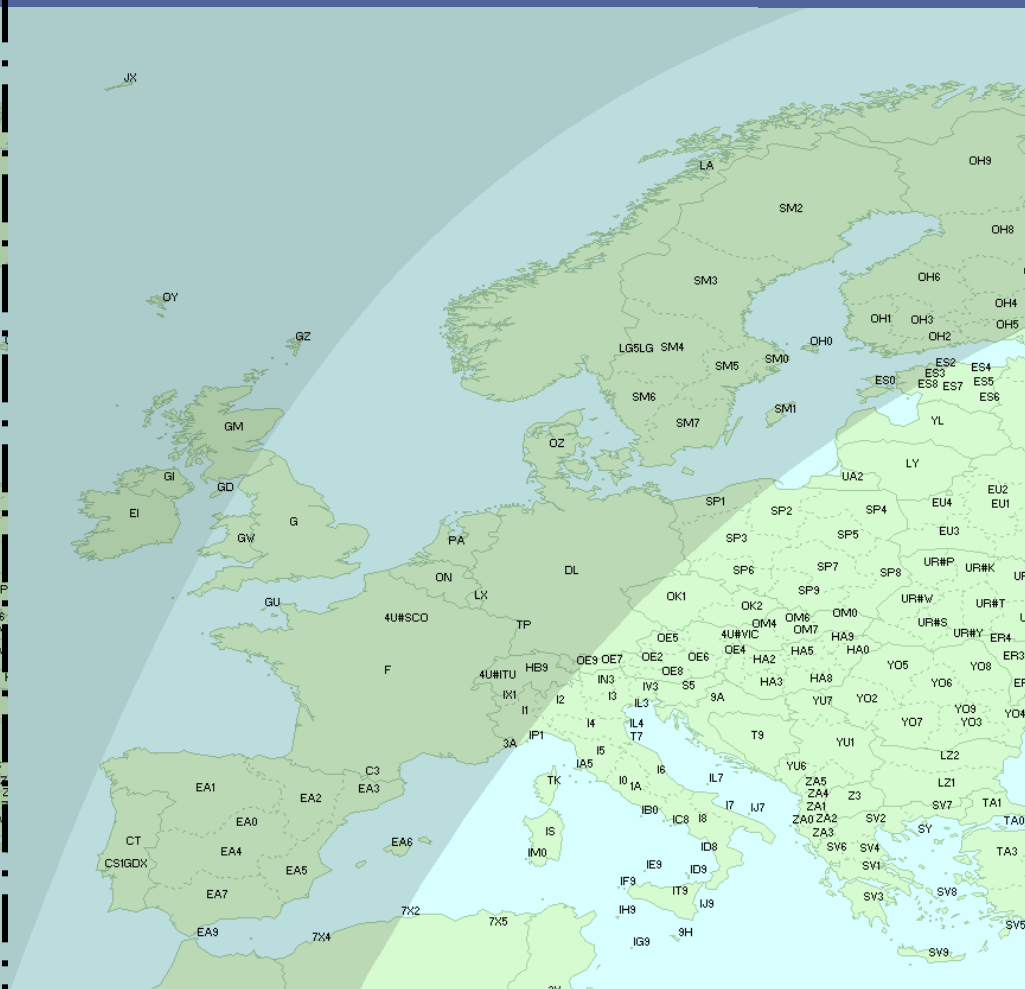 JX
LA
OH9
SM2
OH8
SM3
OH6
OY
OH4
OH1
OH3
OH5
GZ
OH2
OH0
LG5LG
SM4
SM5
SM0
ES2
ES4
ES3
ES0
ES8
ES7
ES5
SM6
ES6
SM1
SM7
YL
GM
OZ
LY
GI
UA2
GD
EU2
SP1
EU4
EU1
SP2
SP4
EI
G
EU3
GW
PA
SP3
SP5
UR#P
UR#K
DL
SP6
SP7
SP8
ON
SP9
LX
OK1
UR#W
UR#T
GU
OK2
4U#SCO
OM6
OM0
OM4
UR#S
TP
OM7
UR#Y
4U#VIC
HA9
ER4
OE5
OE4
HA5
HA0
OE9
OE7
OE2
OE6
HA2
ER3
F
4U#ITU
HB9
OE8
YO5
YO8
IN3
HA3
HA8
YO6
IX1
I3
IV3
S5
9A
YU7
YO2
I2
IL3
I1
YO9
YO4
I4
IL4
YO7
YO3
3A
IP1
T7
T9
YU1
I5
LZ2
IA5
C3
I6
YU6
TK
IL7
ZA5
LZ1
EA1
EA3
I0
1A
ZA4
Z3
EA2
I7
IJ7
ZA1
SV7
TA1
IB0
EA0
IC8
I8
ZA0
ZA2
SV2
TA0
IS
ZA3
SY
CT
EA6
ID8
SV6
SV4
EA4
IM0
TA3
CS1GDX
IE9
SV1
EA5
ID9
IF9
EA7
IT9
SV3
SV8
IJ9
7X2
IH9
7X5
SV5
EA9
7X4
9H
IG9
SV9